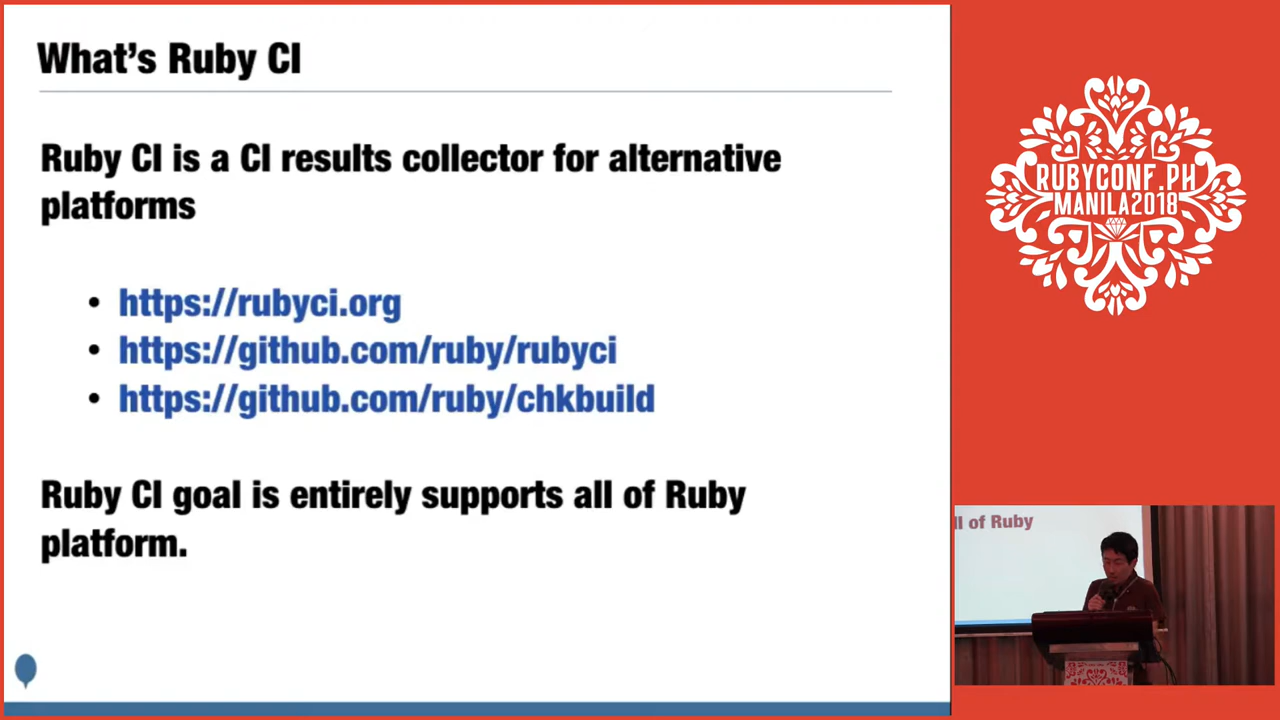 What's Ruby CI
Ruby CI is a CI results collector for alternative
platforms
• https://rubyci.org
• https://github.com/ruby/rubyci
• https://github.com/ruby/chkbuild
Ruby CI goal is entirely supports all of Ruby
platform.
RUBYCONF.PH
MANILA2018
ll of Ruby